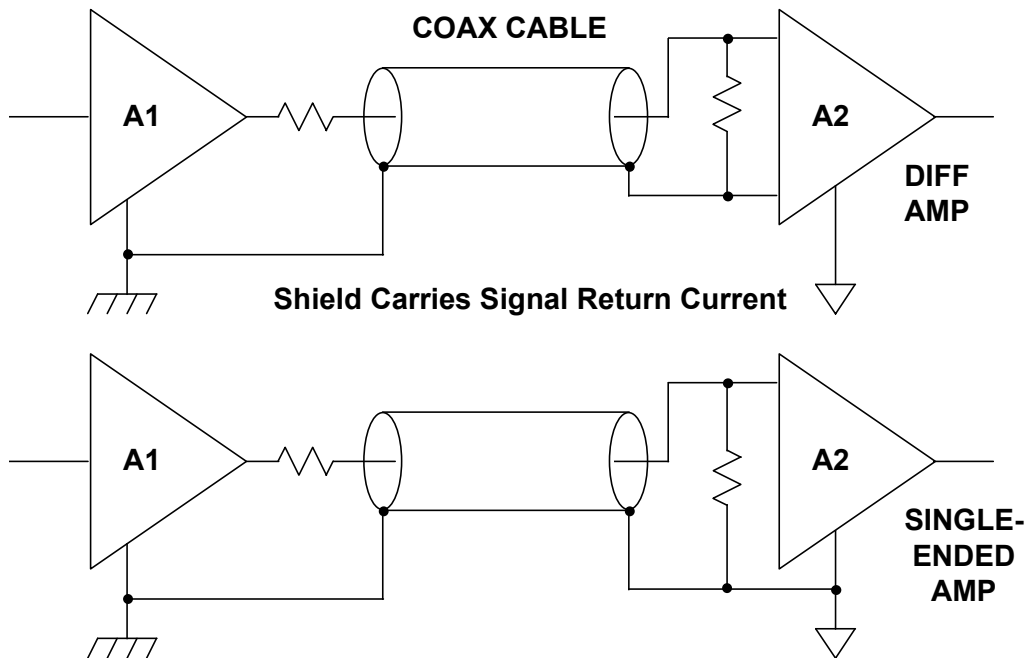 COAX CABLE
A1
A2
DIFF
AMP
Shield Carries Signal Return Current
A1
A2
SINGLE-
ENDED
AMP